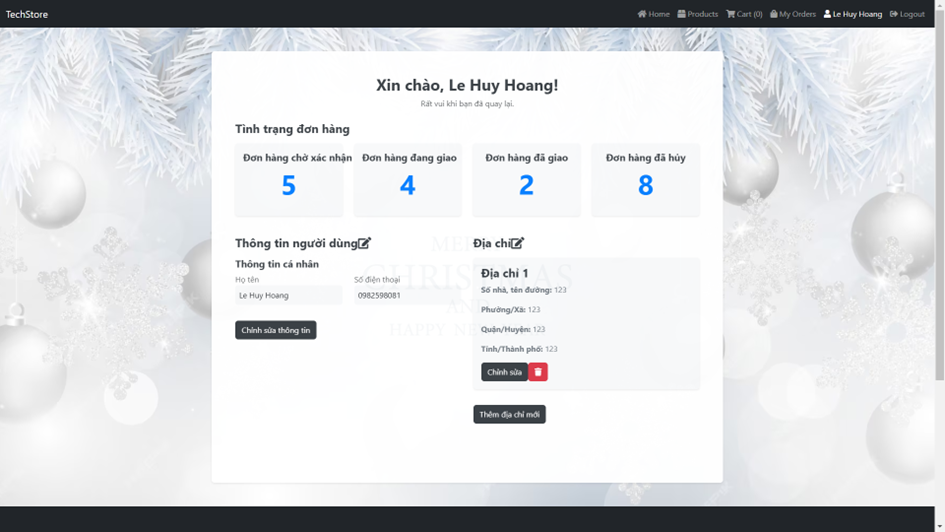 TechStore
Home Products Cart (0) My Orders Le Huy Hoang Logout
Xin chào, Le Huy Hoang!
Rất vui khi bạn đã quay lại.
Tình trạng đơn hàng
Đơn hàng chờ xác nhận Đơn hàng đang giao Đơn hàng đã giao Đơn hàng đã hủy
5 4 2 8
Thông tin người dùng
Thông tin cá nhân
Họ tên Số điện thoại
Le Huy Hoang 0982598081
Chỉnh sửa thông tin
Địa chỉ
Địa chỉ 1
Số nhà, tên đường: 123
Phường/Xã: 123
Quận/Huyện: 123
Tỉnh/Thành phố: 123
Chỉnh sửa
Thêm địa chỉ mới
CHRISTMAS
AND